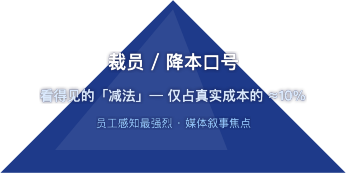 裁员 / 降本口号
看得见的「减法」— 仅占真实成本的 ≈10%
员工感知最强烈 · 媒体叙事焦点